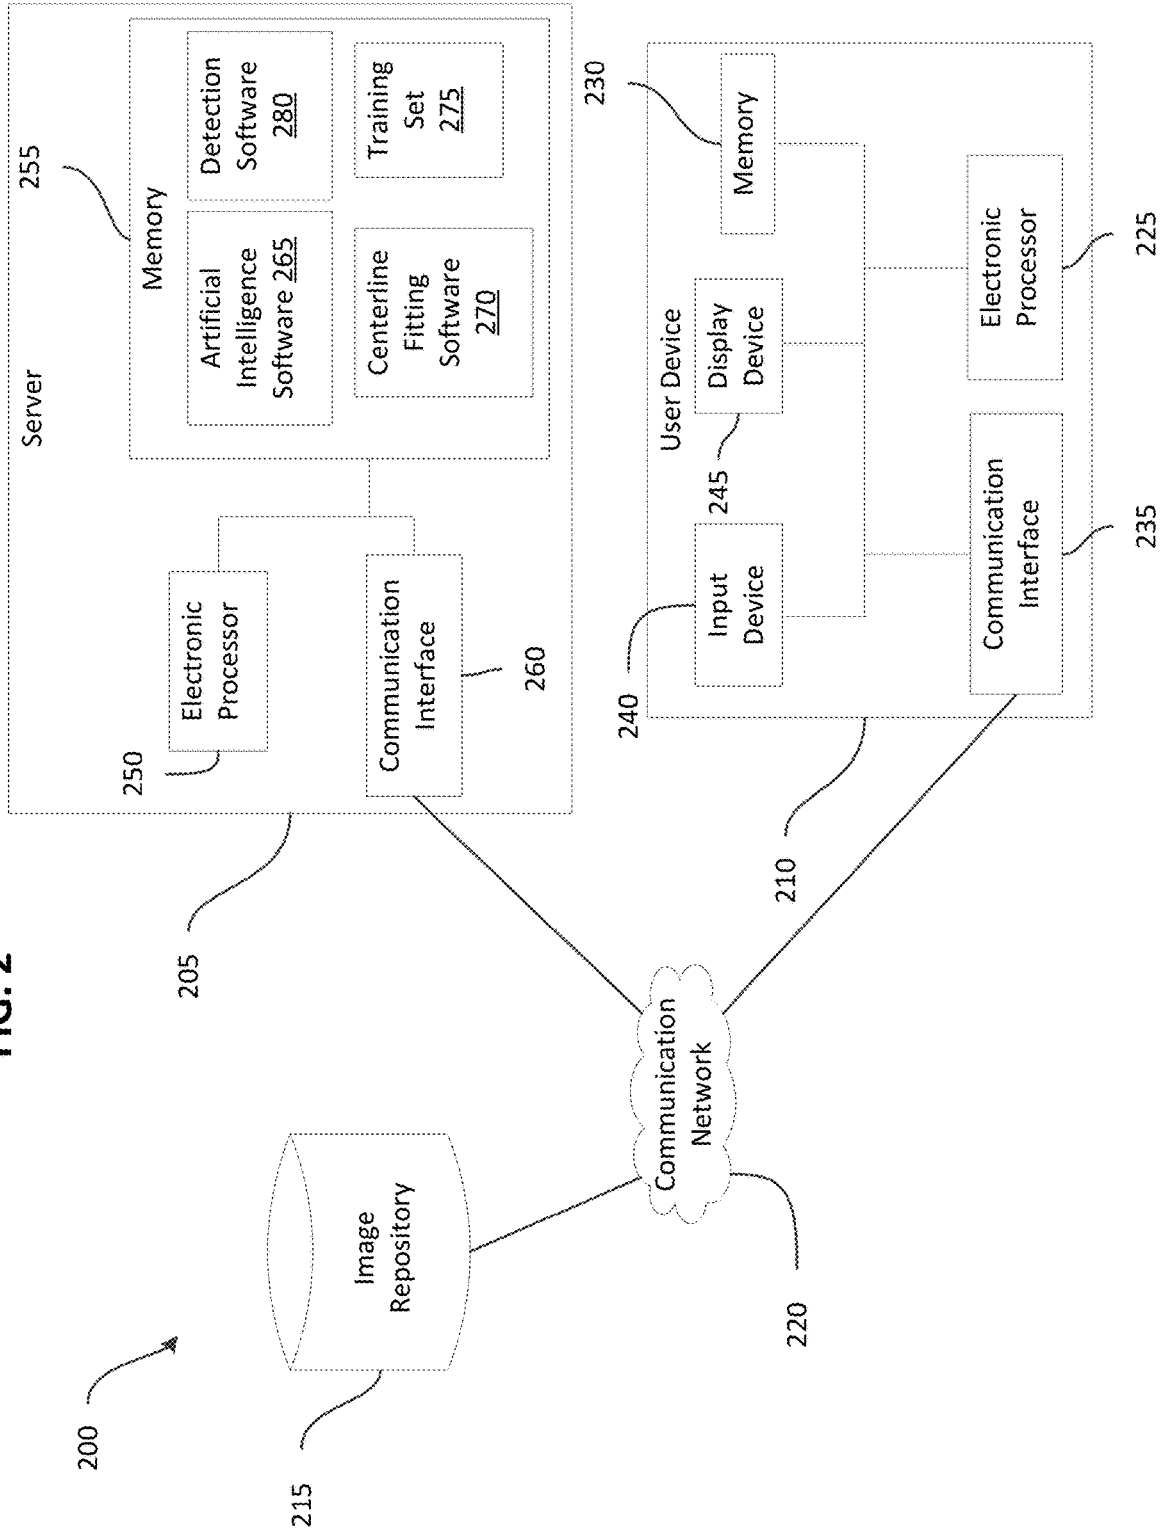 FIG. 2
200
215
Image
Repository
220
Communication
Network
205
Server
250
Electronic
Processor
Communication
Interface
260
255
Memory
Artificial
Intelligence
Software 265
Detection
Software
280
Centerline
Fitting
Software
270
Training
Set
275
210
User Device
240
Input
Device
245
Display
Device
230
Memory
Communication
Interface
235
Electronic
Processor
225